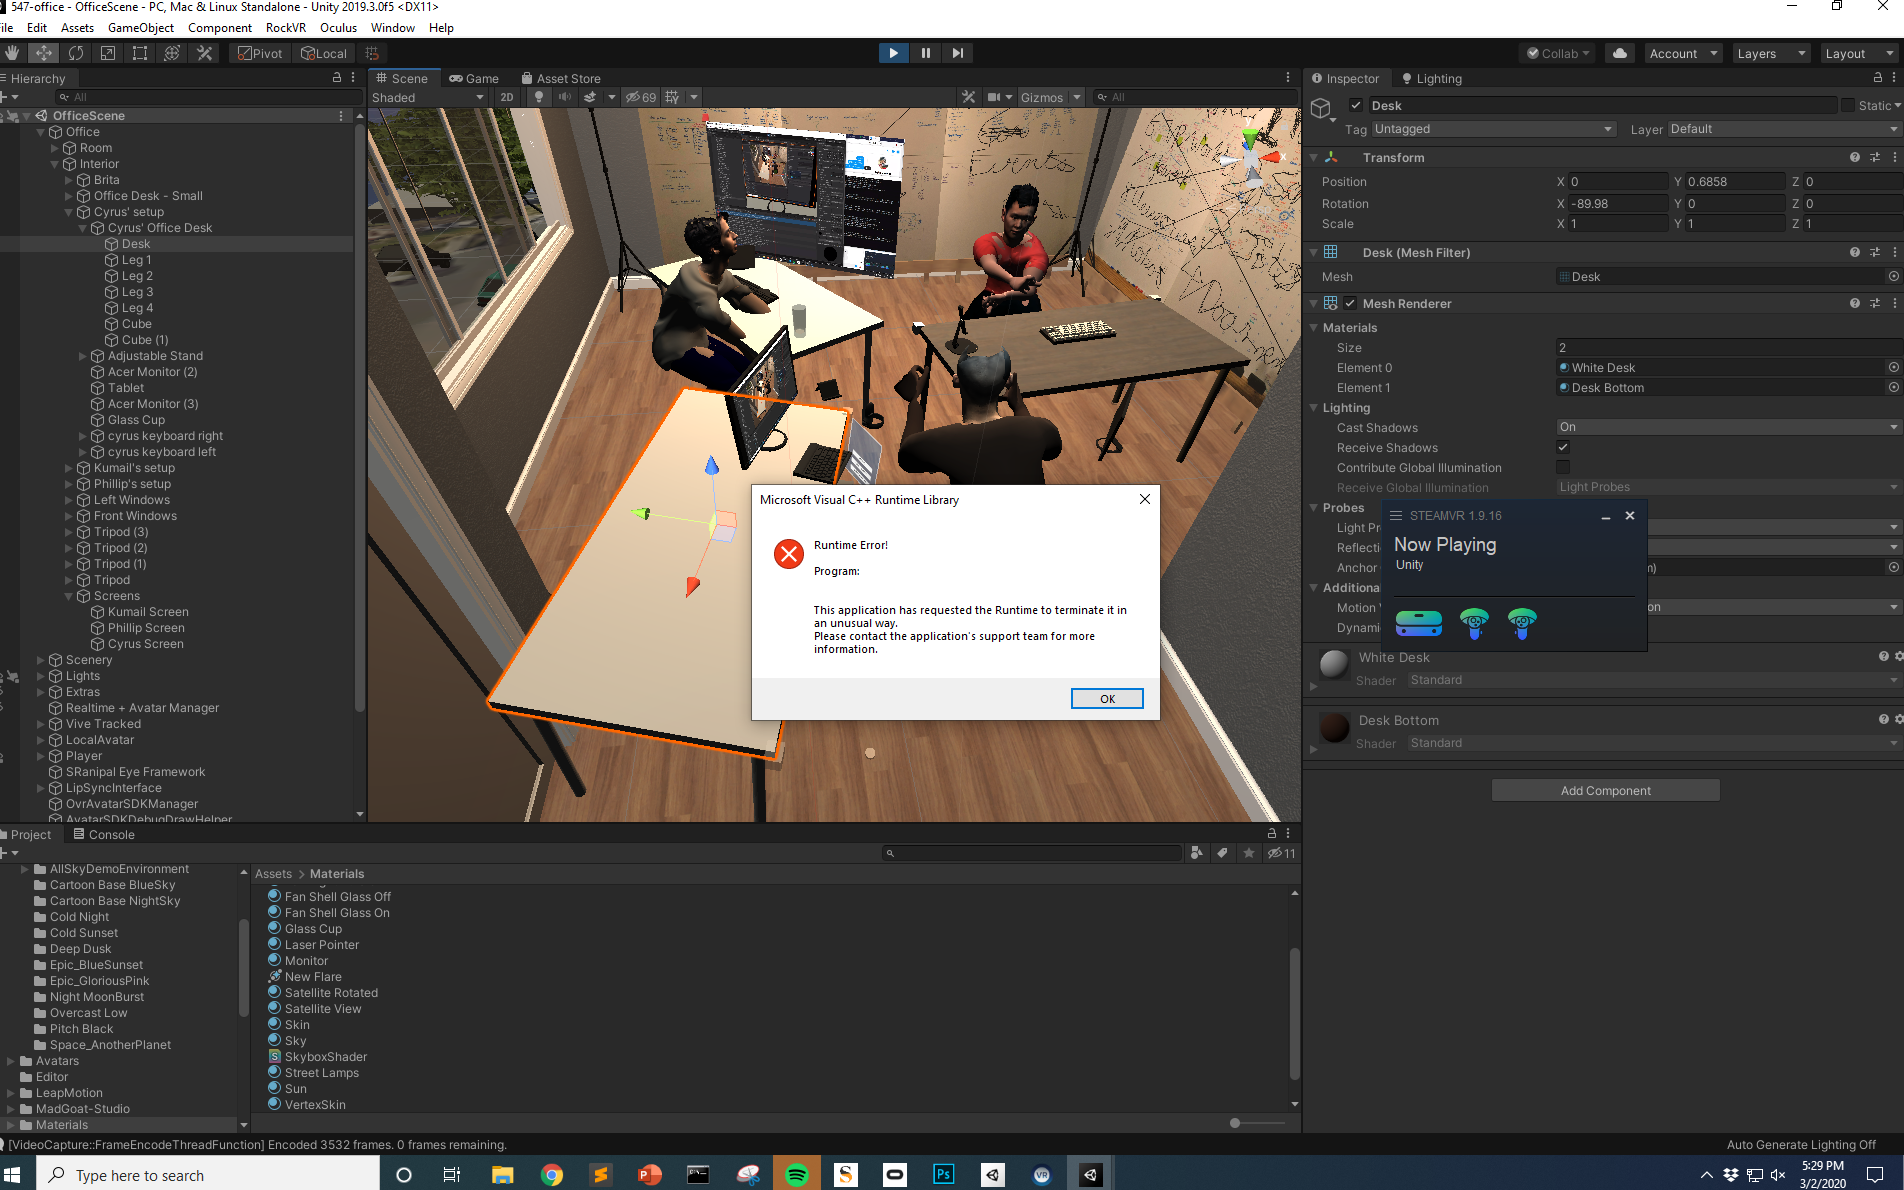 547-office - OfficeScene - PC, Mac & Linux Standalone - Unity 2019.3.0f5 <DX11>
ile Edit Assets GameObject Component RockVR Oculus Window Help
Pivot Local Collab Account Layers Layout
Hierarchy
All
OfficeScene
Office
Room
Interior
Brita
Office Desk - Small
Cyrus' setup
Cyrus' Office Desk
Desk
Leg 1
Leg 2
Leg 3
Leg 4
Cube
Cube (1)
Adjustable Stand
Acer Monitor (2)
Tablet
Acer Monitor (3)
Glass Cup
cyrus keyboard right
cyrus keyboard left
Kumail's setup
Phillip's setup
Left Windows
Front Windows
Tripod (3)
Tripod (2)
Tripod (1)
Tripod
Screens
Kumail Screen
Phillip Screen
Cyrus Screen
Scenery
Lights
Extras
Realtime + Avatar Manager
Vive Tracked
LocalAvatar
Player
SRanipal Eye Framework
LipSyncInterface
OvrAvatarSDKManager
AvatarSDKDebugDrawHelper
Scene Game Asset Store
Shaded 2D 69 Gizmos All
x
Microsoft Visual C++ Runtime Library
Runtime Error!
Program:
This application has requested the Runtime to terminate it in
an unusual way.
Please contact the application's support team for more
information.
OK
Inspector Lighting
Desk Static
Tag Untagged Layer Default
Transform
Position X 0 Y 0.6858 Z 0
Rotation X -89.98 Y 0 Z 0
Scale X 1 Y 1 Z 1
Desk (Mesh Filter)
Mesh Desk
Mesh Renderer
Materials
Size 2
Element 0 White Desk
Element 1 Desk Bottom
Lighting
Cast Shadows On
Receive Shadows
Contribute Global Illumination
Receive Global Illumination Light Probes
Probes
Light Pr
Reflecti
Anchor m)
Additiona
Motion V on
Dynami
STEAMVR 1.9.16
Now Playing
Unity
White Desk
Shader Standard
Desk Bottom
Shader Standard
Add Component
Project Console
11
AllSkyDemoEnvironment
Cartoon Base BlueSky
Cartoon Base NightSky
Cold Night
Cold Sunset
Deep Dusk
Epic_BlueSunset
Epic_GloriousPink
Night MoonBurst
Overcast Low
Pitch Black
Space_AnotherPlanet
Avatars
Editor
LeapMotion
MadGoat-Studio
Materials
Assets > Materials
Fan Shell Glass Off
Fan Shell Glass On
Glass Cup
Laser Pointer
Monitor
New Flare
Satellite Rotated
Satellite View
Skin
Sky
SkyboxShader
Street Lamps
Sun
VertexSkin
[VideoCapture::FrameEncodeThreadFunction] Encoded 3532 frames. 0 frames remaining.
Auto Generate Lighting Off
Type here to search
5:29 PM
3/2/2020